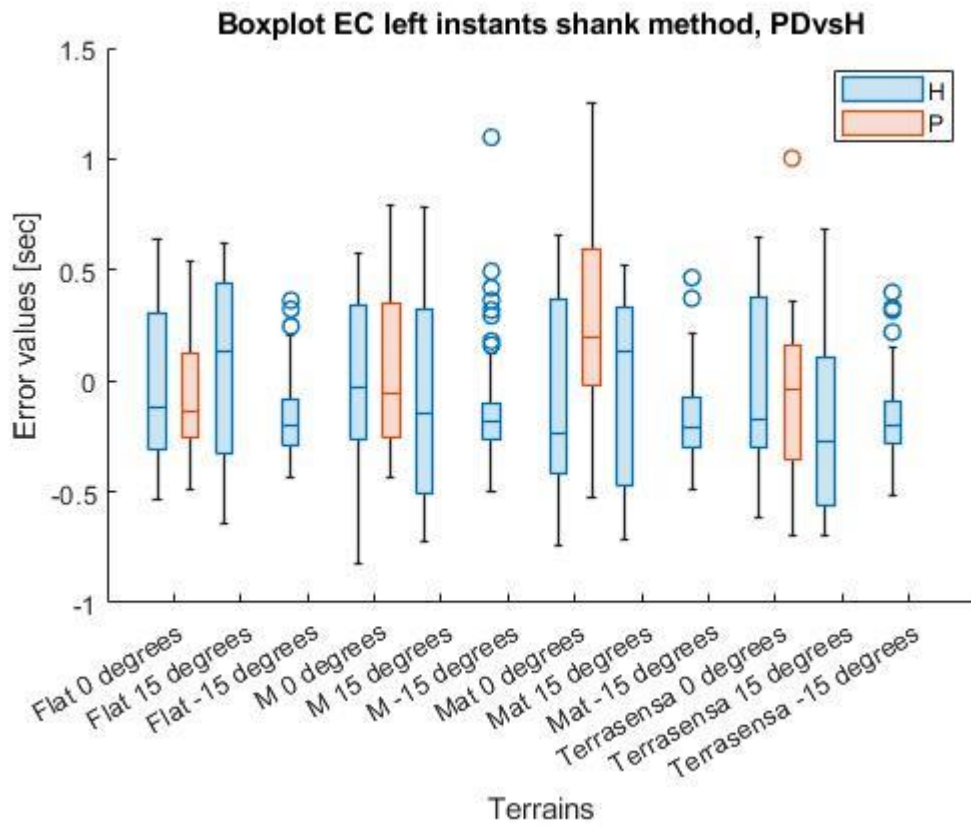 Boxplot EC left instants shank method, PDvsH
1.5
1
0.5
0
-0.5
-1
Error values [sec]
H
P
Flat 0 degrees
Flat 15 degrees
Flat -15 degrees
M 0 degrees
M 15 degrees
M -15 degrees
Mat 0 degrees
Mat 15 degrees
Mat -15 degrees
Terrasensa 0 degrees
Terrasensa 15 degrees
Terrasensa -15 degrees
Terrains